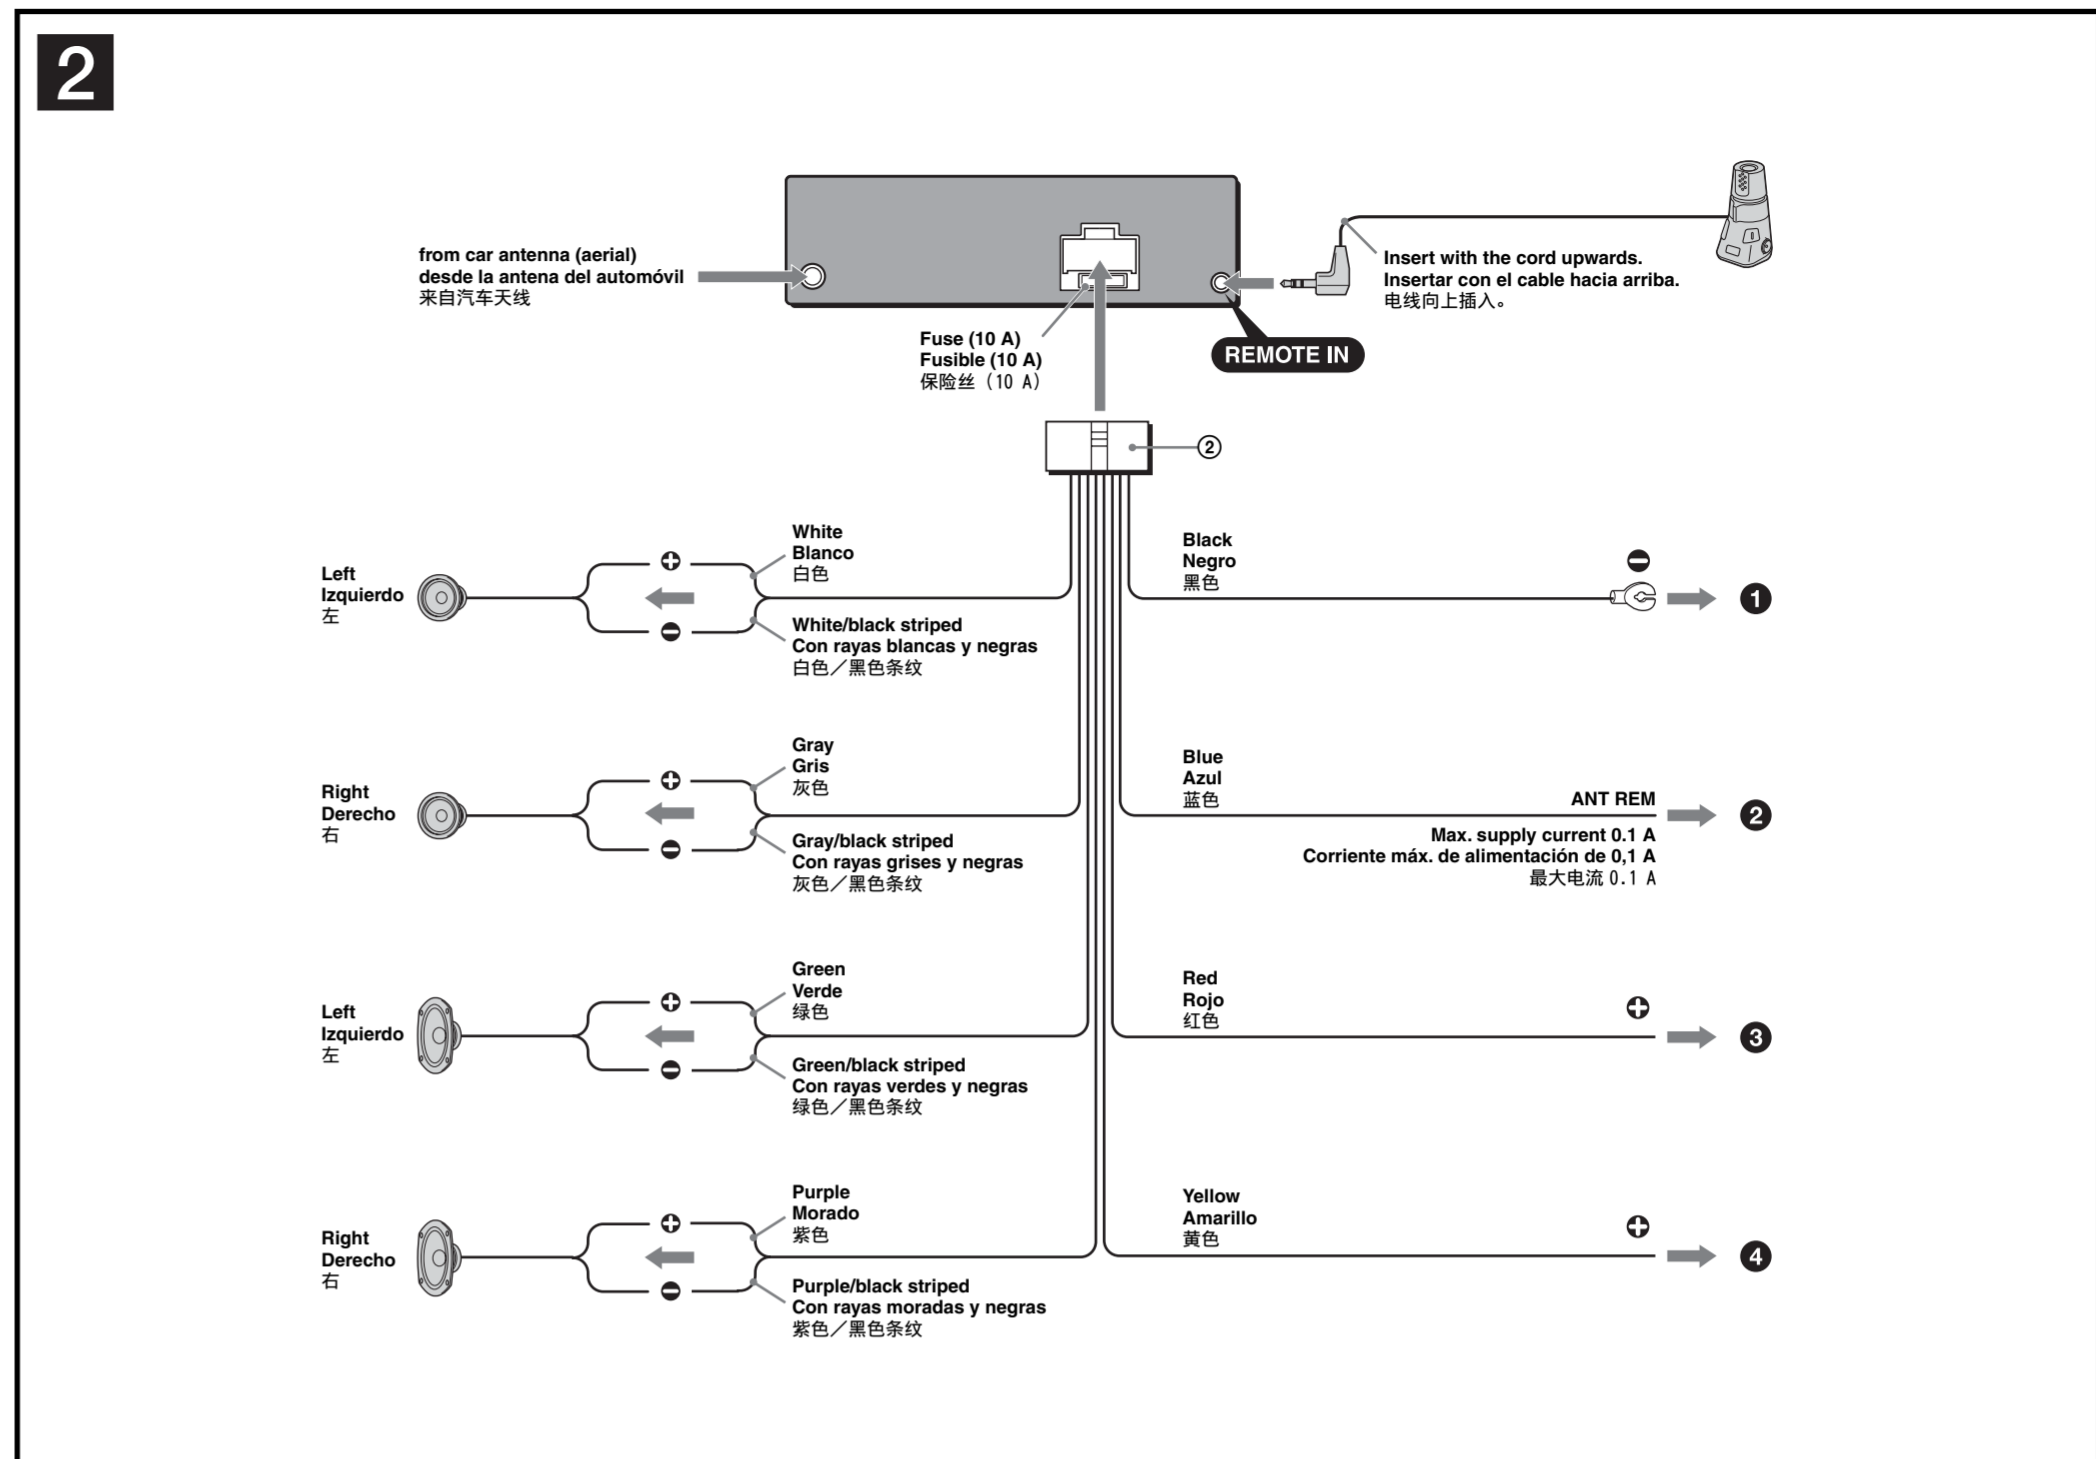 2
from car antenna (aerial)
desde la antena del automóvil
来自汽车天线
Insert with the cord upwards.
Insertar con el cable hacia arriba.
电线向上插入。
Fuse (10 A)
Fusible (10 A)
保险丝（10 A）
REMOTE IN
②
Left
Izquierdo
左
White
Blanco
白色
White/black striped
Con rayas blancas y negras
白色／黑色条纹
Black
Negro
黑色
❶
Right
Derecho
右
Gray
Gris
灰色
Gray/black striped
Con rayas grises y negras
灰色／黑色条纹
Blue
Azul
蓝色
ANT REM
Max. supply current 0.1 A
Corriente máx. de alimentación de 0,1 A
最大电流 0.1 A
❷
Left
Izquierdo
左
Green
Verde
绿色
Green/black striped
Con rayas verdes y negras
绿色／黑色条纹
Red
Rojo
红色
❸
Right
Derecho
右
Purple
Morado
紫色
Purple/black striped
Con rayas moradas y negras
紫色／黑色条纹
Yellow
Amarillo
黄色
❹